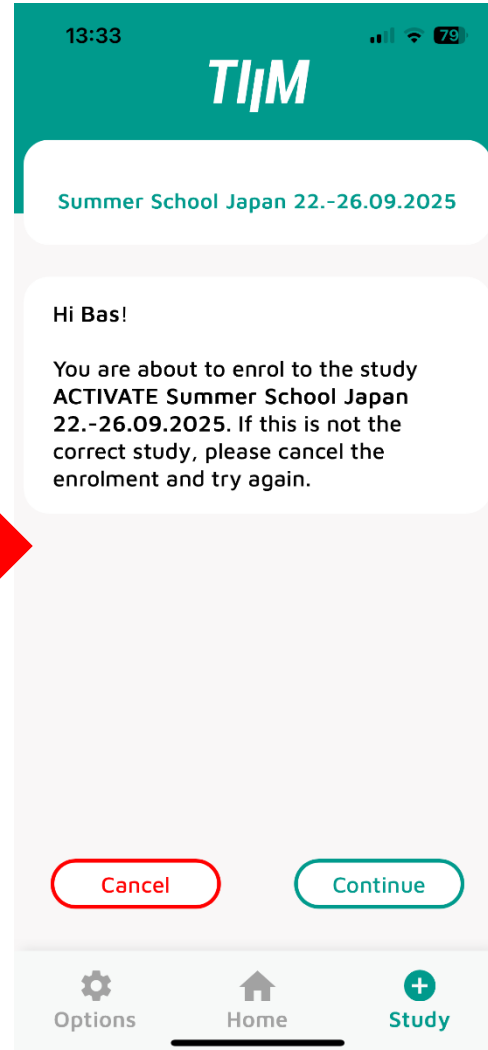 13:33
79
TIIM
Summer School Japan 22.-26.09.2025
Hi Bas!
You are about to enrol to the study
ACTIVATE Summer School Japan
22.-26.09.2025. If this is not the
correct study, please cancel the
enrolment and try again.
Cancel
Continue
Options
Home
Study